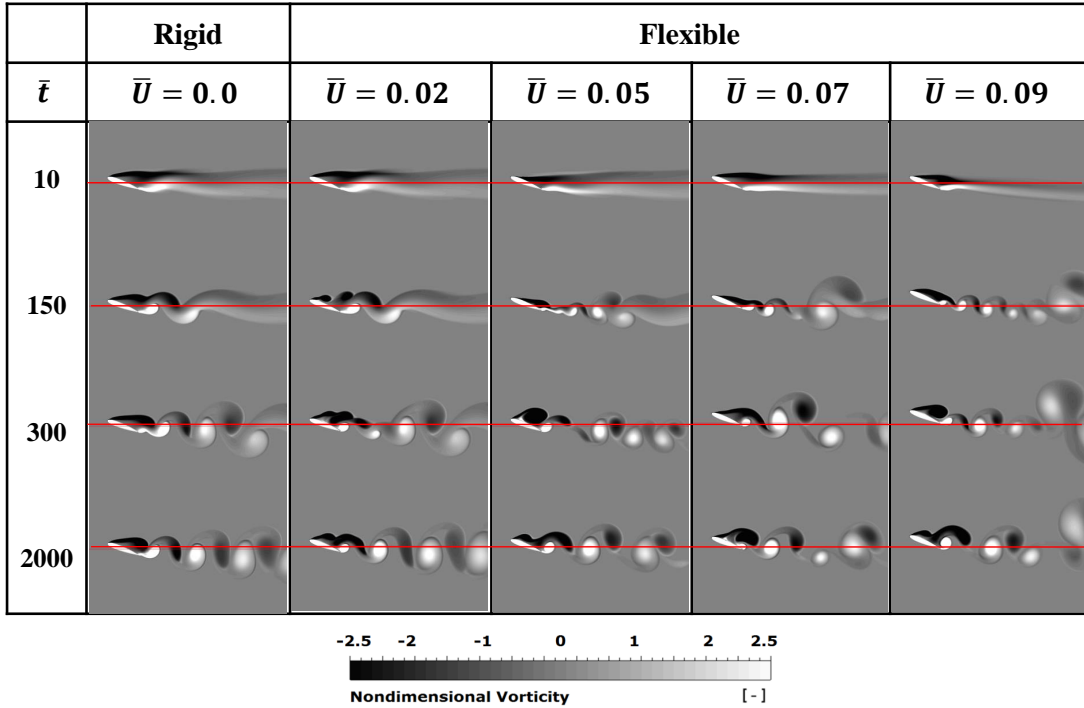 Rigid Flexible
t̄ Ū = 0.0 Ū = 0.02 Ū = 0.05 Ū = 0.07 Ū = 0.09
10
150
300
2000
-2.5 -2 -1 0 1 2 2.5
Nondimensional Vorticity [-]